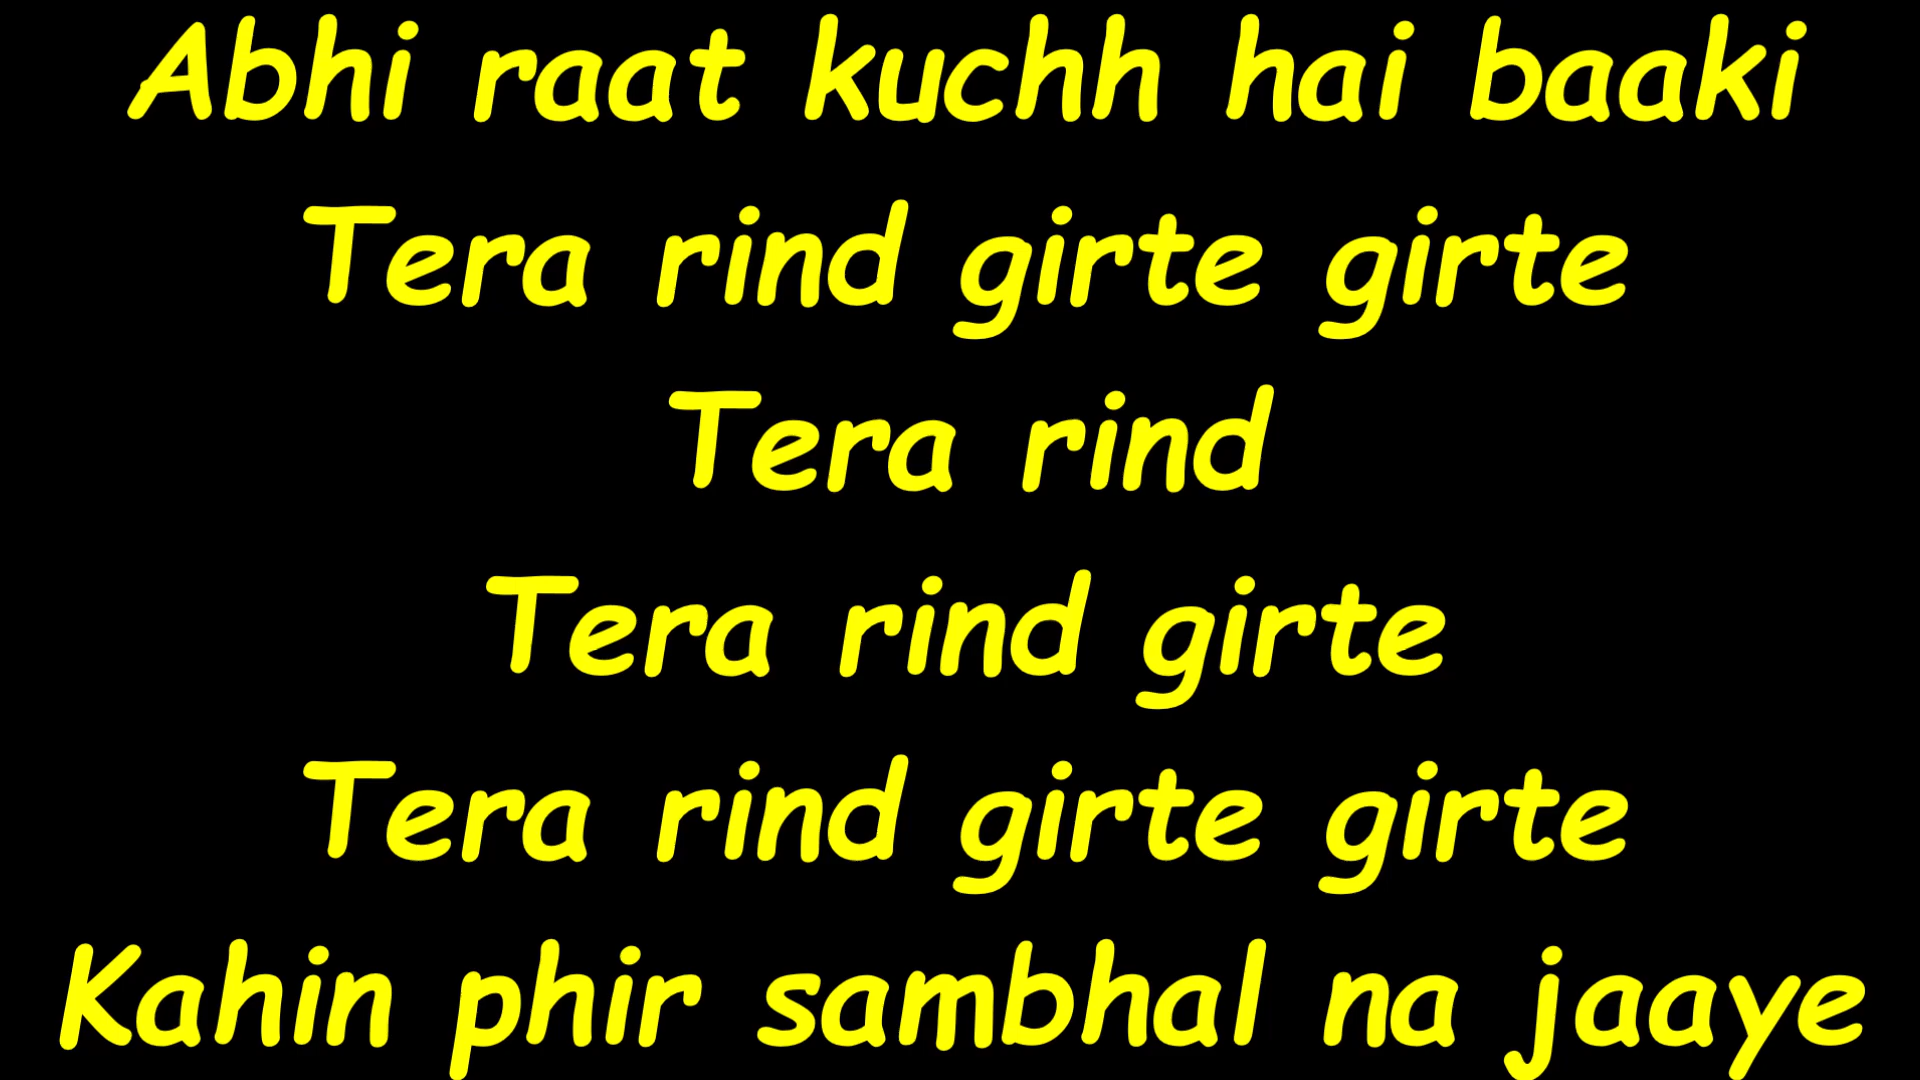 Abhi raat kuchh hai baaki
Tera rind girte girte
Tera rind
Tera rind girte
Tera rind girte girte
Kahin phir sambhal na jaaye